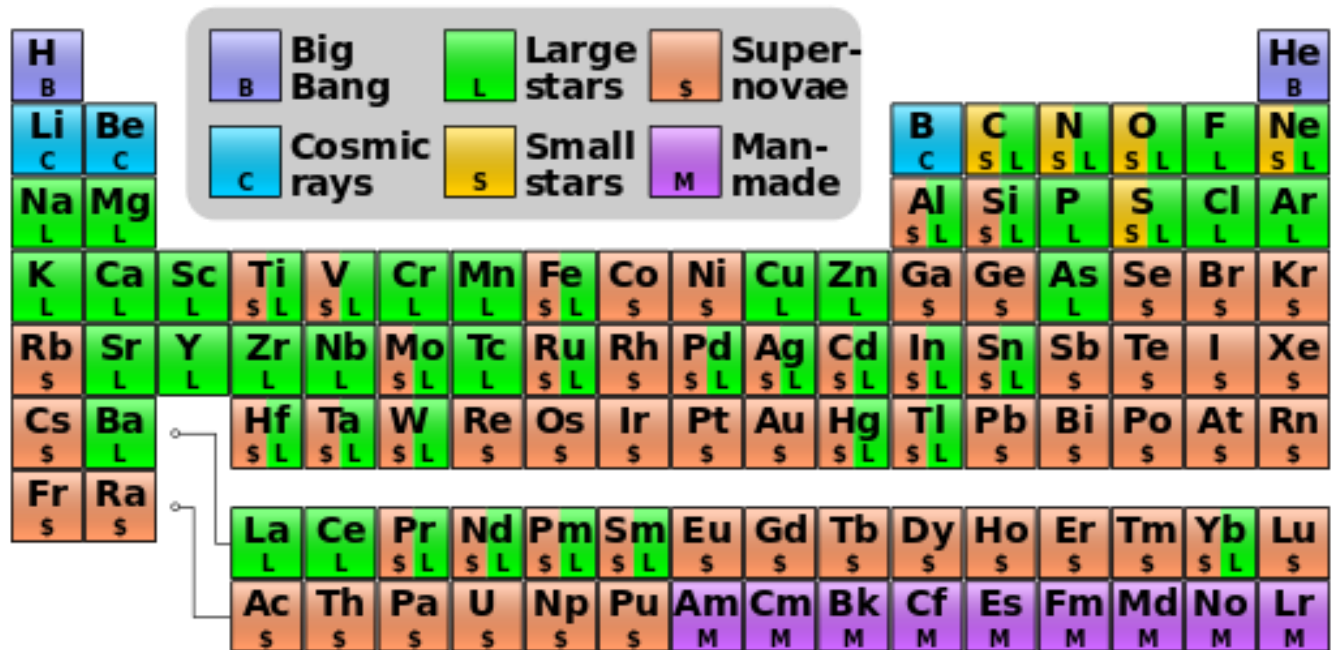 H He
B B
Big Bang
B
Large stars
L
Super-novae
$
Cosmic rays
C
Small stars
S
Man-made
M
Li Be B C N O F Ne
C C C S L S L S L L S L
Na Mg Al Si P S Cl Ar
L L $ L $ L L S L L L
K Ca Sc Ti V Cr Mn Fe Co Ni Cu Zn Ga Ge As Se Br Kr
L L L $ L $ L L L $ L $ $ L L $ $ L $ $ $
Rb Sr Y Zr Nb Mo Tc Ru Rh Pd Ag Cd In Sn Sb Te I Xe
$ L L L L $ L L $ L $ $ L $ L $ L $ L $ L $ $ $ $
Cs Ba Hf Ta W Re Os Ir Pt Au Hg Tl Pb Bi Po At Rn
$ L $ L $ L $ L $ $ $ $ $ $ L $ L $ $ $ $ $
Fr Ra
$ $
La Ce Pr Nd Pm Sm Eu Gd Tb Dy Ho Er Tm Yb Lu
L L $ L $ L $ L $ L $ $ $ $ $ $ $ $ L $
Ac Th Pa U Np Pu Am Cm Bk Cf Es Fm Md No Lr
$ $ $ $ $ $ M M M M M M M M M